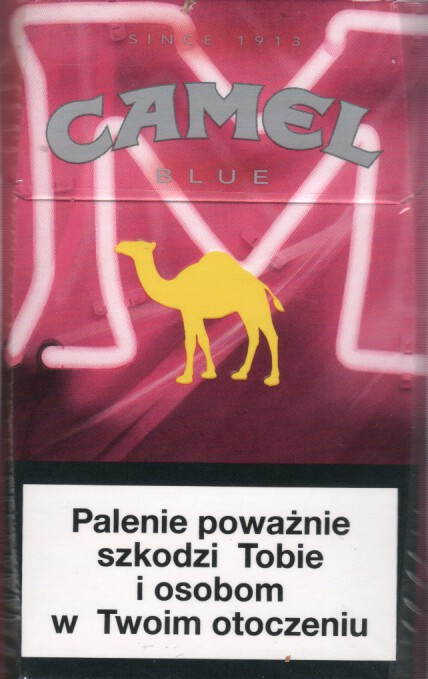 SINCE 1913
CAMEL
BLUE
Palenie poważnie
szkodzi Tobie
i osobom
w Twoim otoczeniu